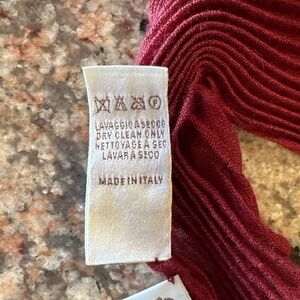 LAVAGGIO A SECCO
DRY CLEAN ONLY
NETTOYAGE A SEC
LAVAR A SECO
MADE IN ITALY